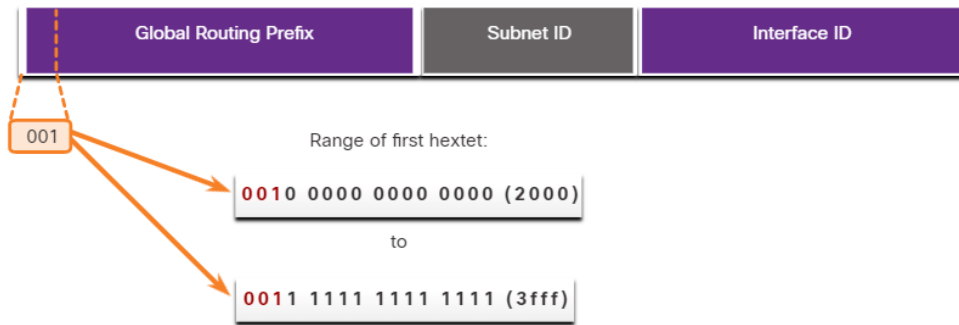 Global Routing Prefix Subnet ID Interface ID
001
Range of first hextet:
0010 0000 0000 0000 (2000)
to
0011 1111 1111 1111 (3fff)